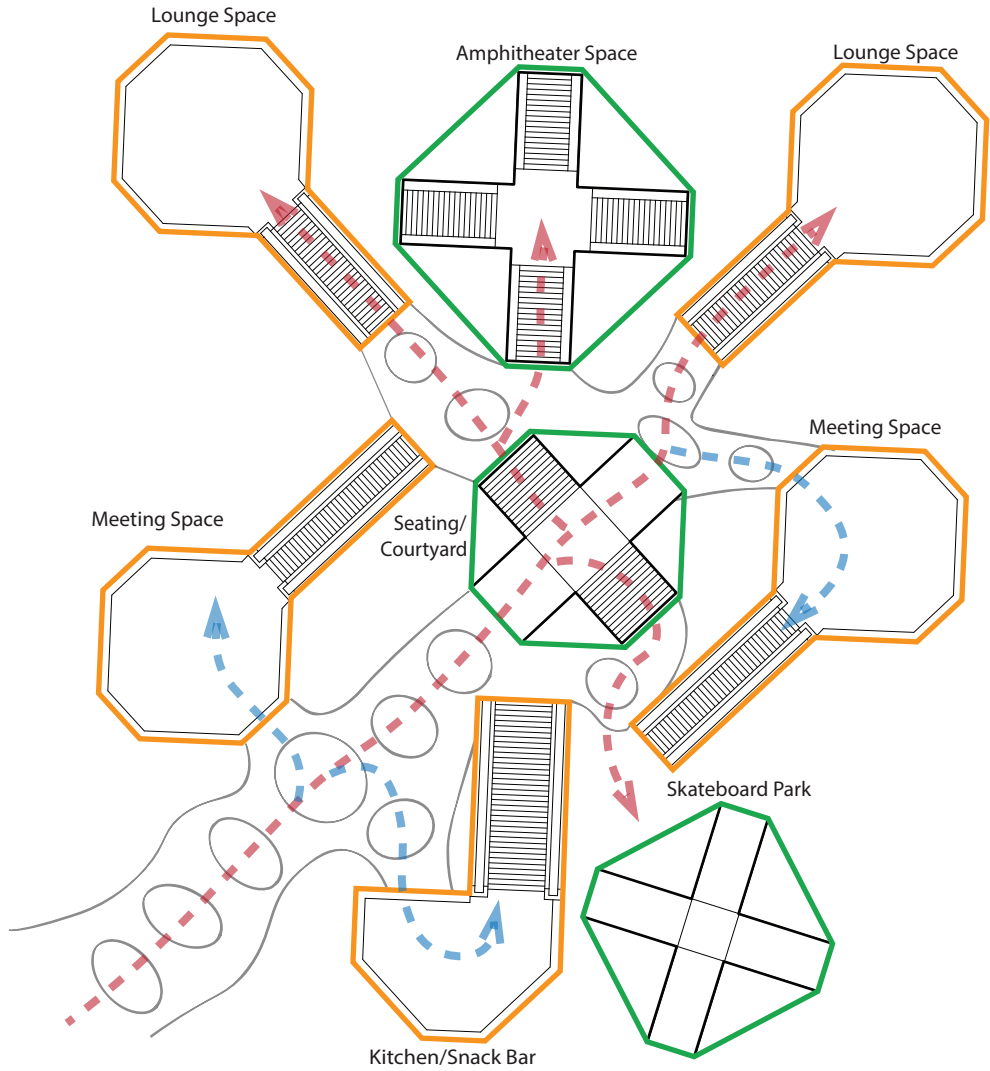 Lounge Space
Amphitheater Space
Lounge Space
Meeting Space
Meeting Space
Seating/
Courtyard
Skateboard Park
Kitchen/Snack Bar